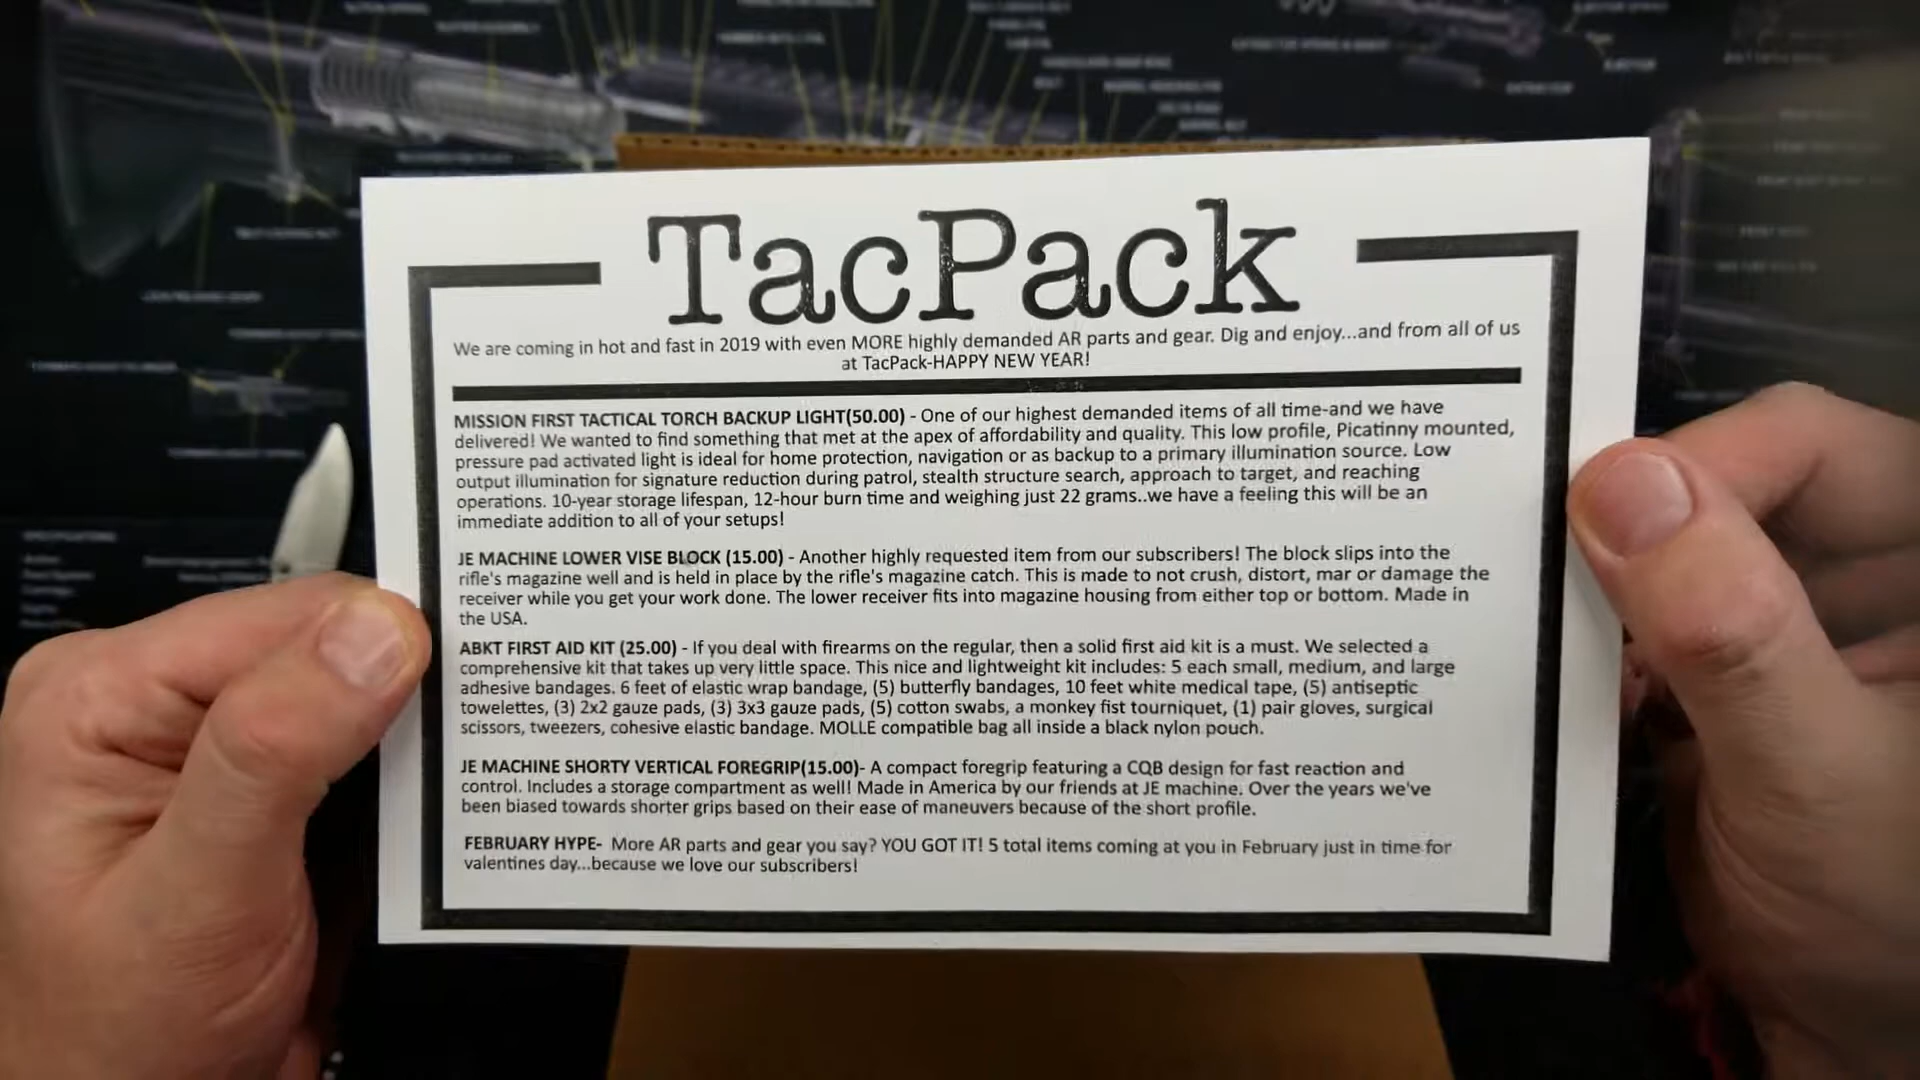 TacPack
We are coming in hot and fast in 2019 with even MORE highly demanded AR parts and gear. Dig and enjoy...and from all of us
at TacPack-HAPPY NEW YEAR!
MISSION FIRST TACTICAL TORCH BACKUP LIGHT(50.00) - One of our highest demanded items of all time-and we have
delivered! We wanted to find something that met at the apex of affordability and quality. This low profile, Picatinny mounted,
pressure pad activated light is ideal for home protection, navigation or as backup to a primary illumination source. Low
output illumination for signature reduction during patrol, stealth structure search, approach to target, and reaching
operations. 10-year storage lifespan, 12-hour burn time and weighing just 22 grams..we have a feeling this will be an
immediate addition to all of your setups!
JE MACHINE LOWER VISE BLOCK (15.00) - Another highly requested item from our subscribers! The block slips into the
rifle's magazine well and is held in place by the rifle's magazine catch. This is made to not crush, distort, mar or damage the
receiver while you get your work done. The lower receiver fits into magazine housing from either top or bottom. Made in
the USA.
ABKT FIRST AID KIT (25.00) - If you deal with firearms on the regular, then a solid first aid kit is a must. We selected a
comprehensive kit that takes up very little space. This nice and lightweight kit includes: 5 each small, medium, and large
adhesive bandages. 6 feet of elastic wrap bandage, (5) butterfly bandages, 10 feet white medical tape, (5) antiseptic
towelettes, (3) 2x2 gauze pads, (3) 3x3 gauze pads, (5) cotton swabs, a monkey fist tourniquet, (1) pair gloves, surgical
scissors, tweezers, cohesive elastic bandage. MOLLE compatible bag all inside a black nylon pouch.
JE MACHINE SHORTY VERTICAL FOREGRIP(15.00)- A compact foregrip featuring a CQB design for fast reaction and
control. Includes a storage compartment as well! Made in America by our friends at JE machine. Over the years we've
been biased towards shorter grips based on their ease of maneuvers because of the short profile.
FEBRUARY HYPE- More AR parts and gear you say? YOU GOT IT! 5 total items coming at you in February just in time for
valentines day...because we love our subscribers!